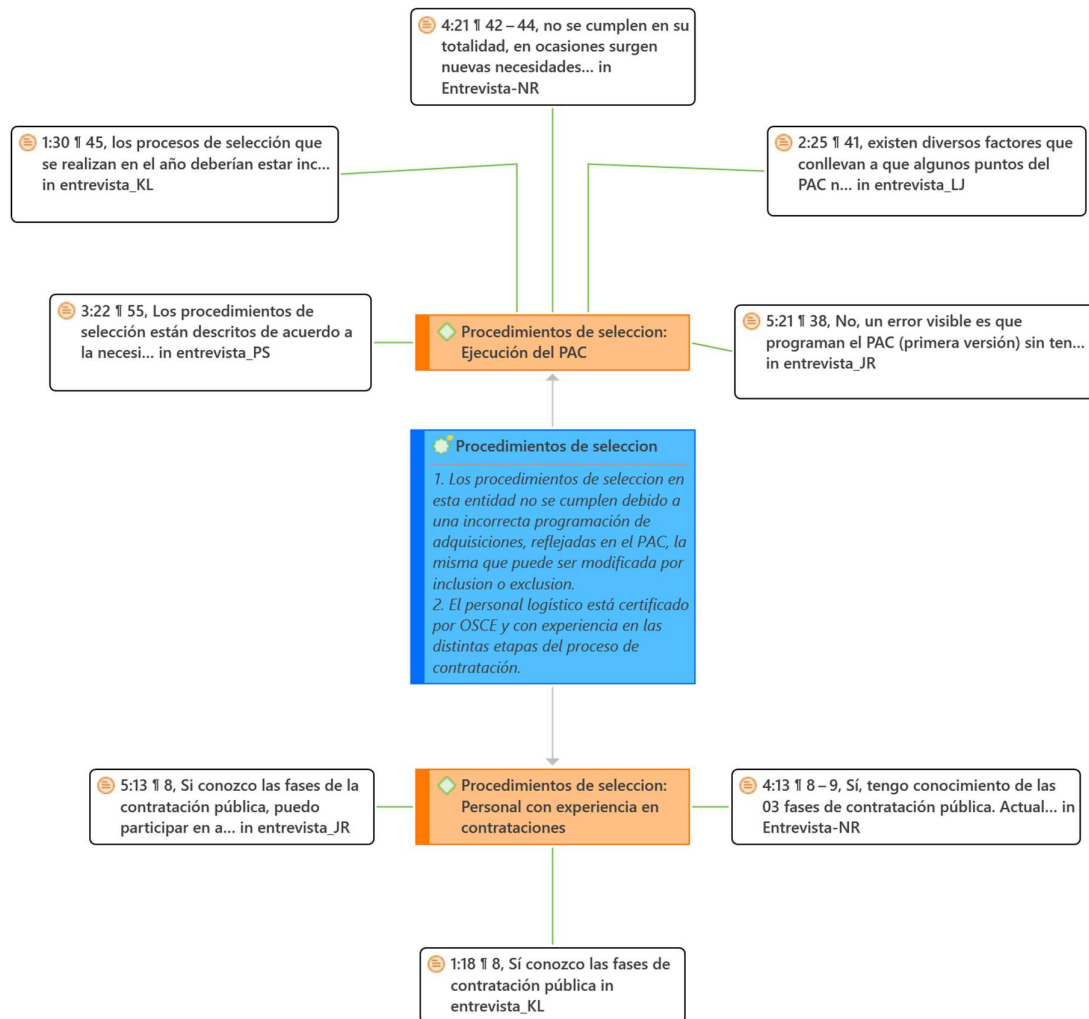 4:21 ¶ 42 – 44, no se cumplen en su
totalidad, en ocasiones surgen
nuevas necesidades... in
Entrevista-NR
1:30 ¶ 45, los procesos de selección que
se realizan en el año deberían estar inc...
in entrevista_KL
2:25 ¶ 41, existen diversos factores que
conllevan a que algunos puntos del
PAC n... in entrevista_LJ
3:22 ¶ 55, Los procedimientos de
selección están descritos de acuerdo a
la necesi... in entrevista_PS
Procedimientos de seleccion:
Ejecución del PAC
5:21 ¶ 38, No, un error visible es que
programan el PAC (primera versión) sin ten...
in entrevista_JR
Procedimientos de seleccion
1. Los procedimientos de seleccion en
esta entidad no se cumplen debido a
una incorrecta programación de
adquisiciones, reflejadas en el PAC, la
misma que puede ser modificada por
inclusion o exclusion.
2. El personal logístico está certificado
por OSCE y con experiencia en las
distintas etapas del proceso de
contratación.
5:13 ¶ 8, Si conozco las fases de la
contratación pública, puedo
participar en a... in entrevista_JR
Procedimientos de seleccion:
Personal con experiencia en
contrataciones
4:13 ¶ 8 – 9, Sí, tengo conocimiento de las
03 fases de contratación pública. Actual... in
Entrevista-NR
1:18 ¶ 8, Sí conozco las fases de
contratación pública in
entrevista_KL